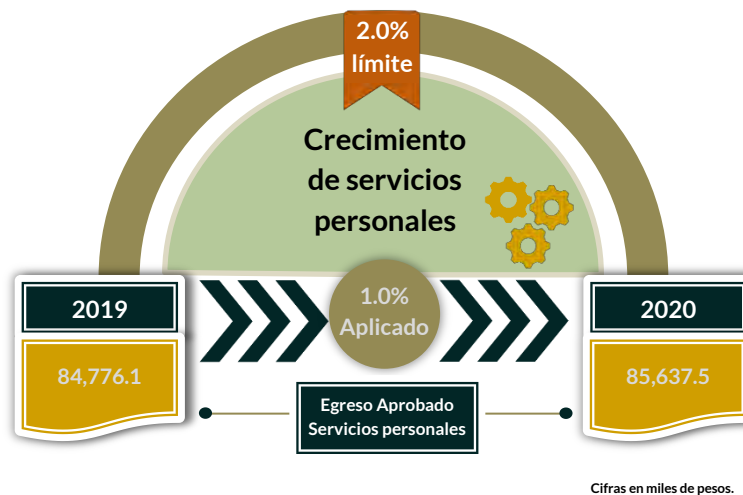 2.0%
límite
Crecimiento
de servicios
personales
2019
1.0%
Aplicado
2020
84,776.1
85,637.5
Egreso Aprobado
Servicios personales
Cifras en miles de pesos.